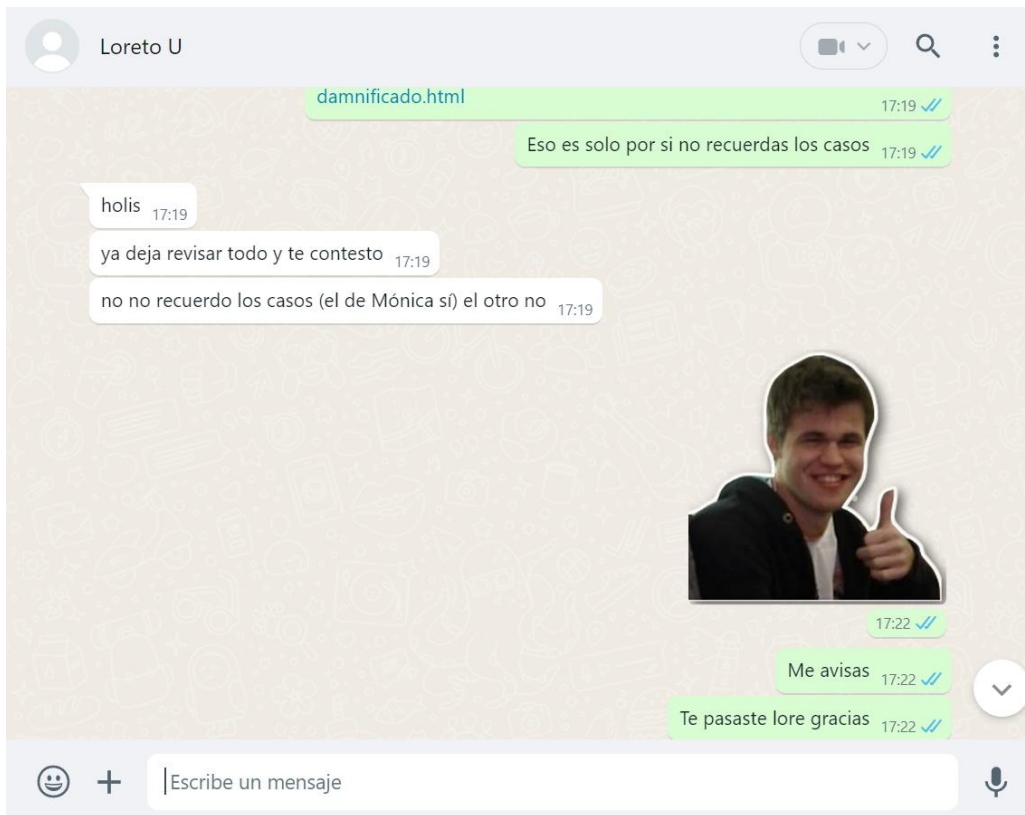 Loreto U
damnificado.html
17:19
Eso es solo por si no recuerdas los casos 17:19
holis 17:19
ya deja revisar todo y te contesto 17:19
no no recuerdo los casos (el de Mónica sí) el otro no 17:19
17:22
Me avisas 17:22
Te pasaste lore gracias 17:22
Escribe un mensaje